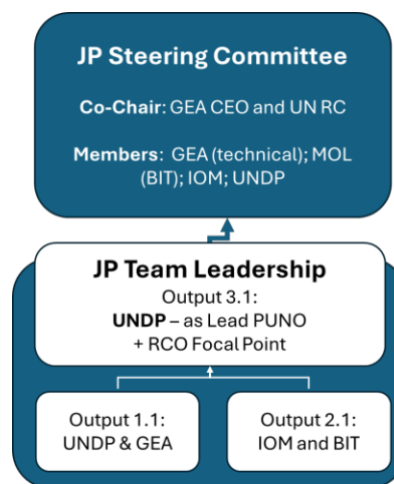 JP Steering Committee
Co-Chair: GEA CEO and UN RC
Members: GEA (technical); MOL
(BIT); IOM; UNDP
JP Team Leadership
Output 3.1:
UNDP – as Lead PUNO
+ RCO Focal Point
Output 1.1:
UNDP & GEA
Output 2.1:
IOM and BIT